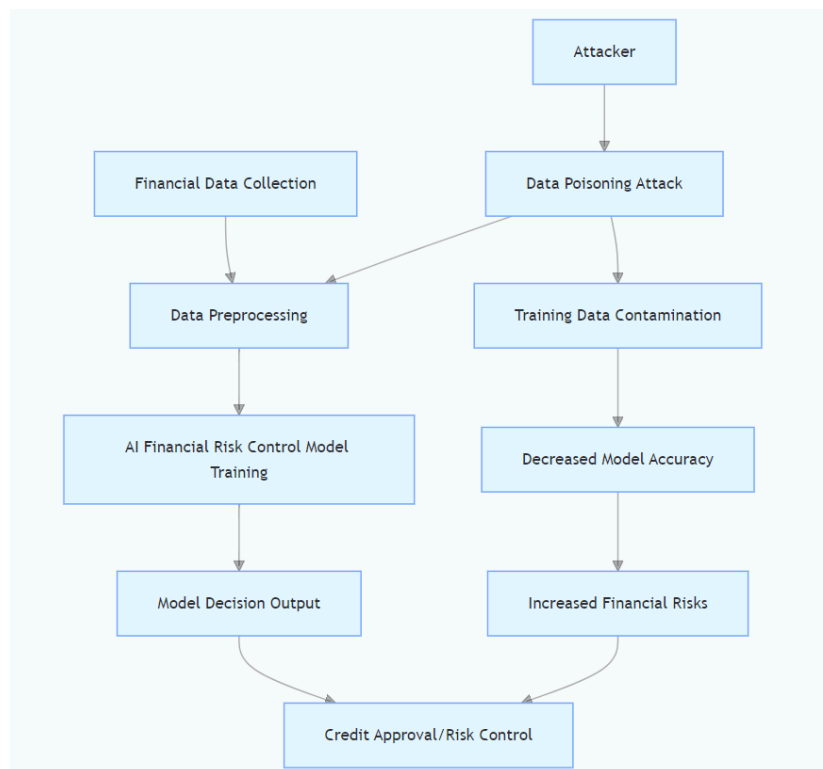 Attacker
Financial Data Collection
Data Poisoning Attack
Data Preprocessing
Training Data Contamination
AI Financial Risk Control Model
Training
Decreased Model Accuracy
Model Decision Output
Increased Financial Risks
Credit Approval/Risk Control